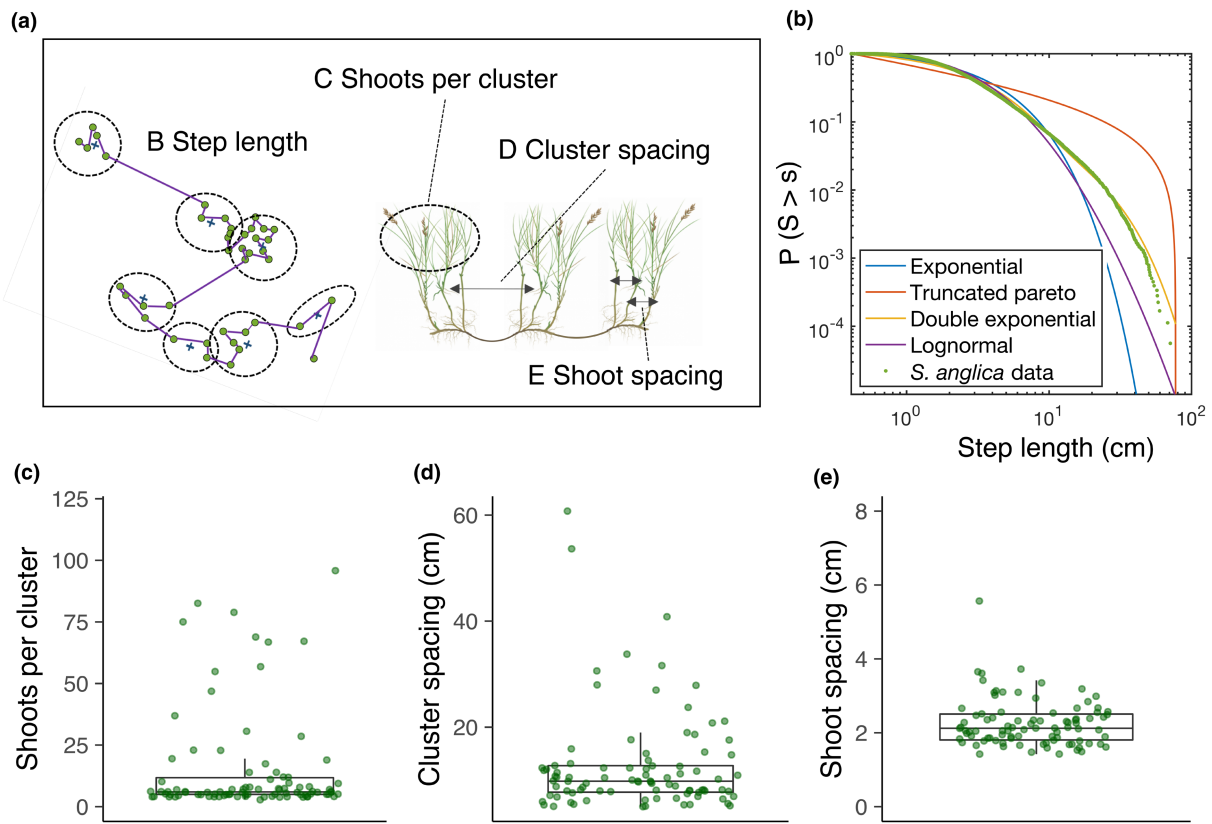 (a)
C Shoots per cluster
B Step length
D Cluster spacing
E Shoot spacing
(b)
P (S > s)
10^0
10^-1
10^-2
10^-3
10^-4
Exponential
Truncated pareto
Double exponential
Lognormal
S. anglica data
10^0
10^1
10^2
Step length (cm)
(c)
Shoots per cluster
125
100
75
50
25
0
(d)
Cluster spacing (cm)
60
40
20
(e)
Shoot spacing (cm)
8
6
4
2
0